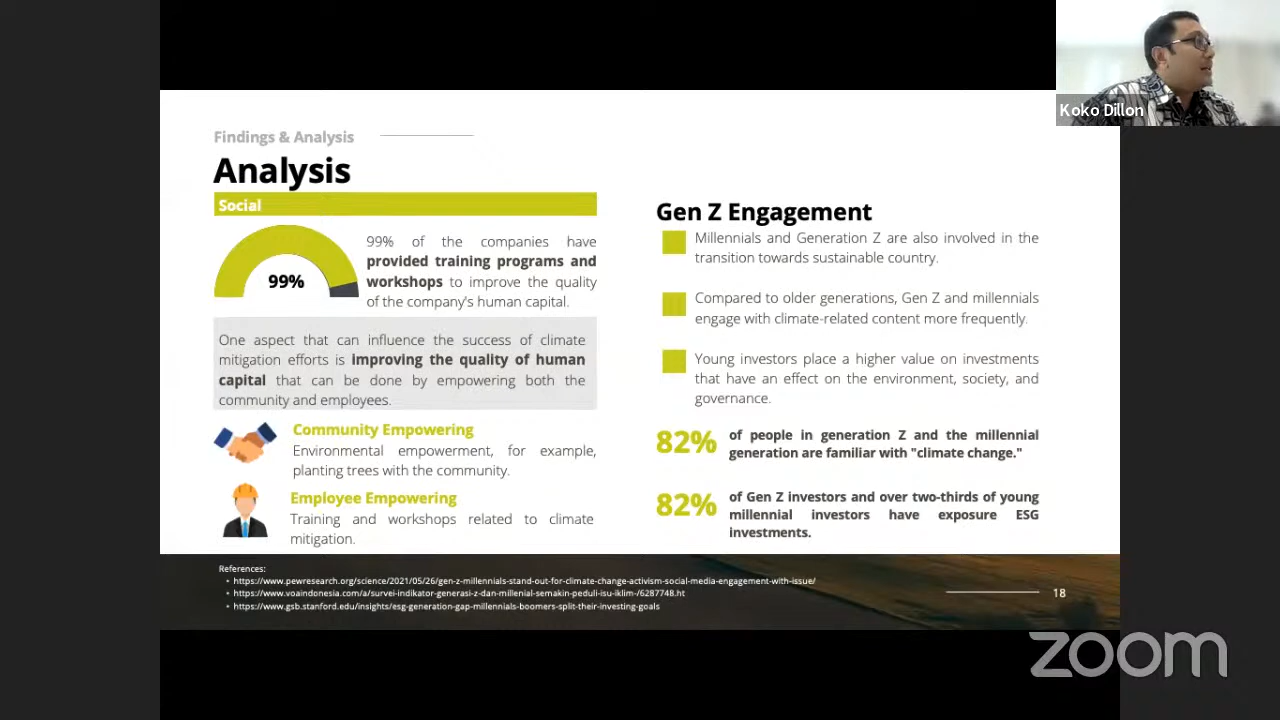 Koko Dillon
Findings & Analysis
Analysis
Social
99%
99% of the companies have
provided training programs and
workshops to improve the quality
of the company's human capital.
One aspect that can influence the success of climate
mitigation efforts is improving the quality of human
capital that can be done by empowering both the
community and employees.
Community Empowering
Environmental empowerment, for example,
planting trees with the community.
Employee Empowering
Training and workshops related to climate
mitigation.
Gen Z Engagement
Millennials and Generation Z are also involved in the
transition towards sustainable country.
Compared to older generations, Gen Z and millennials
engage with climate-related content more frequently.
Young investors place a higher value on investments
that have an effect on the environment, society, and
governance.
82%
of people in generation Z and the millennial
generation are familiar with "climate change."
82%
of Gen Z investors and over two-thirds of young
millennial investors have exposure ESG
investments.
References:
• https://www.pewresearch.org/science/2021/05/26/gen-z-millennials-stand-out-for-climate-change-activism-social-media-engagement-with-issue/
• https://www.voaindonesia.com/a/survei-indikator-generasi-z-dan-millenial-semakin-peduli-isu-iklim-/6287748.ht
• https://www.gsb.stanford.edu/insights/esg-generation-gap-millennials-boomers-split-their-investing-goals
18
zoom